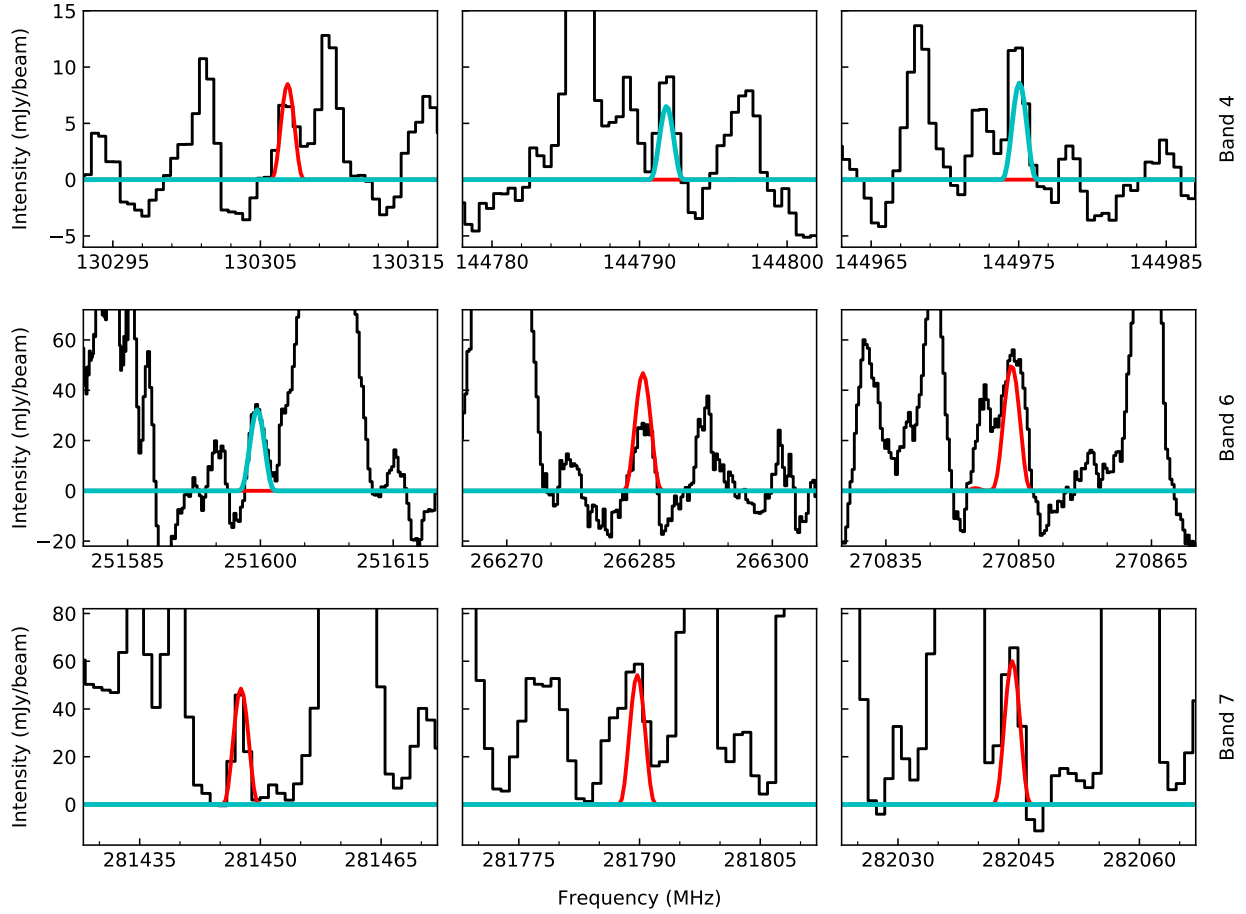 15
10
5
0
−5
Intensity (mJy/beam)
130295 130305 130315
144780 144790 144800
144965 144975 144985
Band 4
60
40
20
0
−20
Intensity (mJy/beam)
251585 251600 251615
266270 266285 266300
270835 270850 270865
Band 6
80
60
40
20
0
Intensity (mJy/beam)
281435 281450 281465
281775 281790 281805
282030 282045 282060
Band 7
Frequency (MHz)